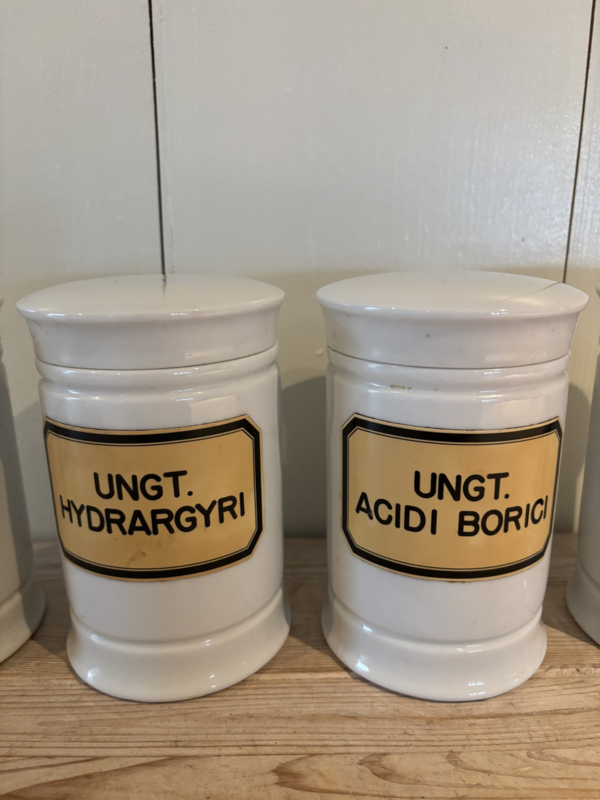 UNGT.
HYDRARGYRI
UNGT.
ACIDI BORICI